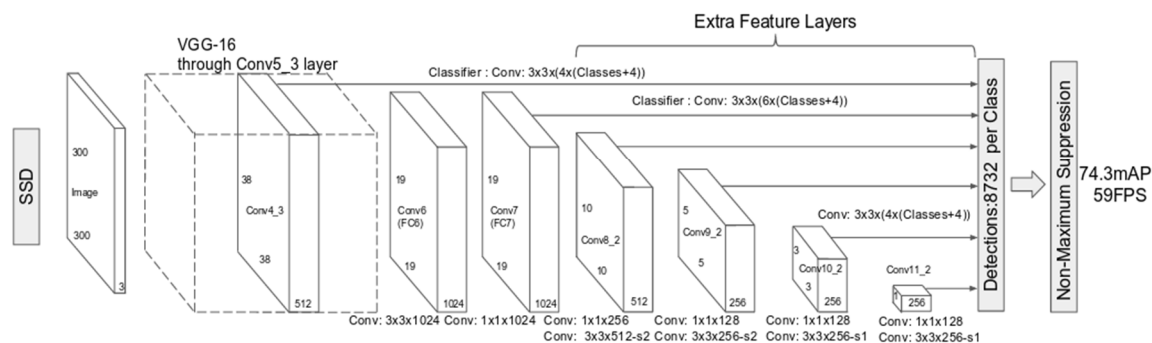 Extra Feature Layers
VGG-16
through Conv5_3 layer
Classifier : Conv: 3x3x(4x(Classes+4))
Classifier : Conv: 3x3x(6x(Classes+4))
SSD
300
Image
300
3
38
Conv4_3
38
512
19
Conv6
(FC6)
19
1024
19
Conv7
(FC7)
19
1024
10
Conv8_2
10
512
5
Conv9_2
5
256
Conv: 3x3x(4x(Classes+4))
3
Conv10_2
3
256
Conv11_2
1
256
Detections:8732 per Class
Non-Maximum Suppression
74.3mAP
59FPS
Conv: 3x3x1024
Conv: 1x1x1024
Conv: 1x1x256
Conv: 3x3x512-s2
Conv: 1x1x128
Conv: 3x3x256-s2
Conv: 1x1x128
Conv: 3x3x256-s1
Conv: 1x1x128
Conv: 3x3x256-s1